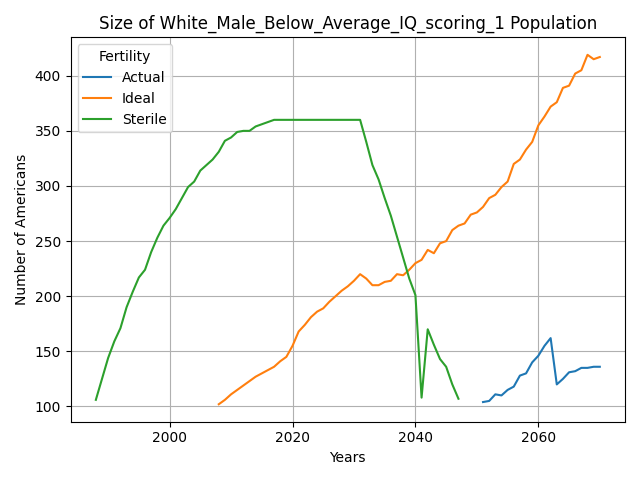 Size of White_Male_Below_Average_IQ_scoring_1 Population
Fertility
Actual
Ideal
Sterile
Number of Americans
400
350
300
250
200
150
100
2000
2020
2040
2060
Years